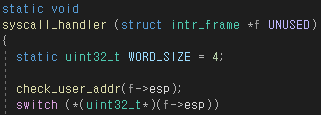 static void
syscall_handler (struct intr_frame *f UNUSED)
{
static uint32_t WORD_SIZE = 4;
check_user_addr(f->esp);
switch (*(uint32_t*)(f->esp))